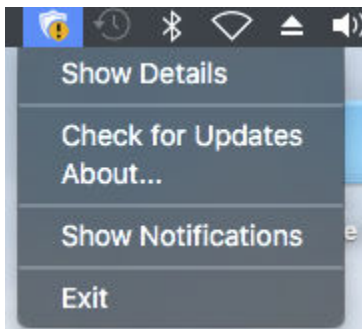 Show Details
Check for Updates
About...
Show Notifications
Exit